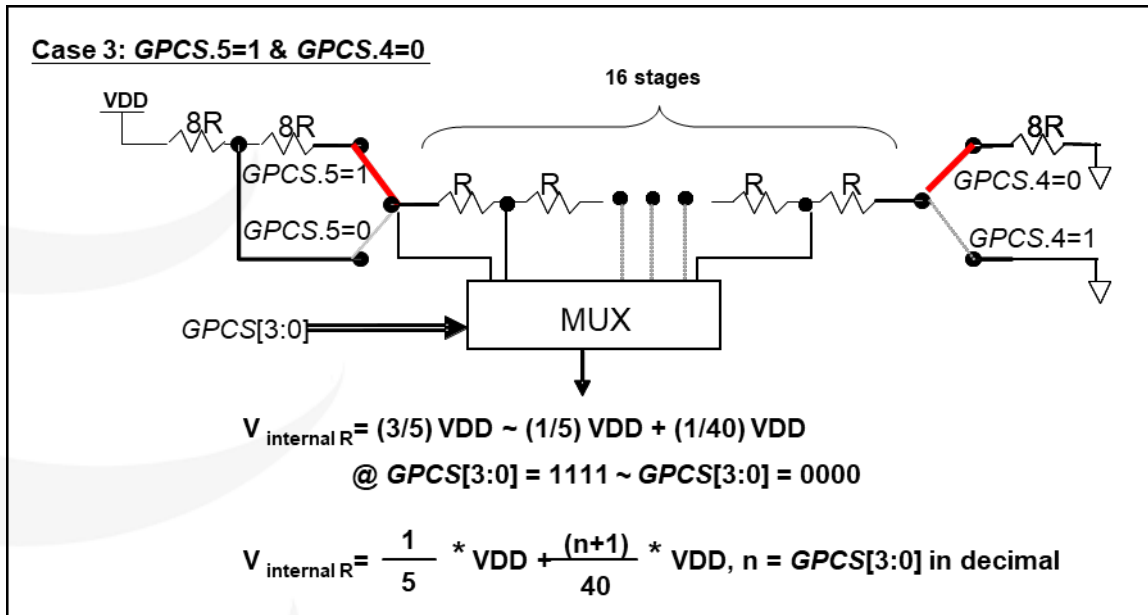 Case 3: GPCS.5=1 & GPCS.4=0
16 stages
VDD
8R
8R
8R
GPCS.5=1
R
R
R
R
GPCS.4=0
GPCS.5=0
GPCS.4=1
MUX
GPCS[3:0]
V internal R= (3/5) VDD ~ (1/5) VDD + (1/40) VDD
@ GPCS[3:0] = 1111 ~ GPCS[3:0] = 0000
V internal R= 1/5 * VDD + (n+1)/40 * VDD, n = GPCS[3:0] in decimal